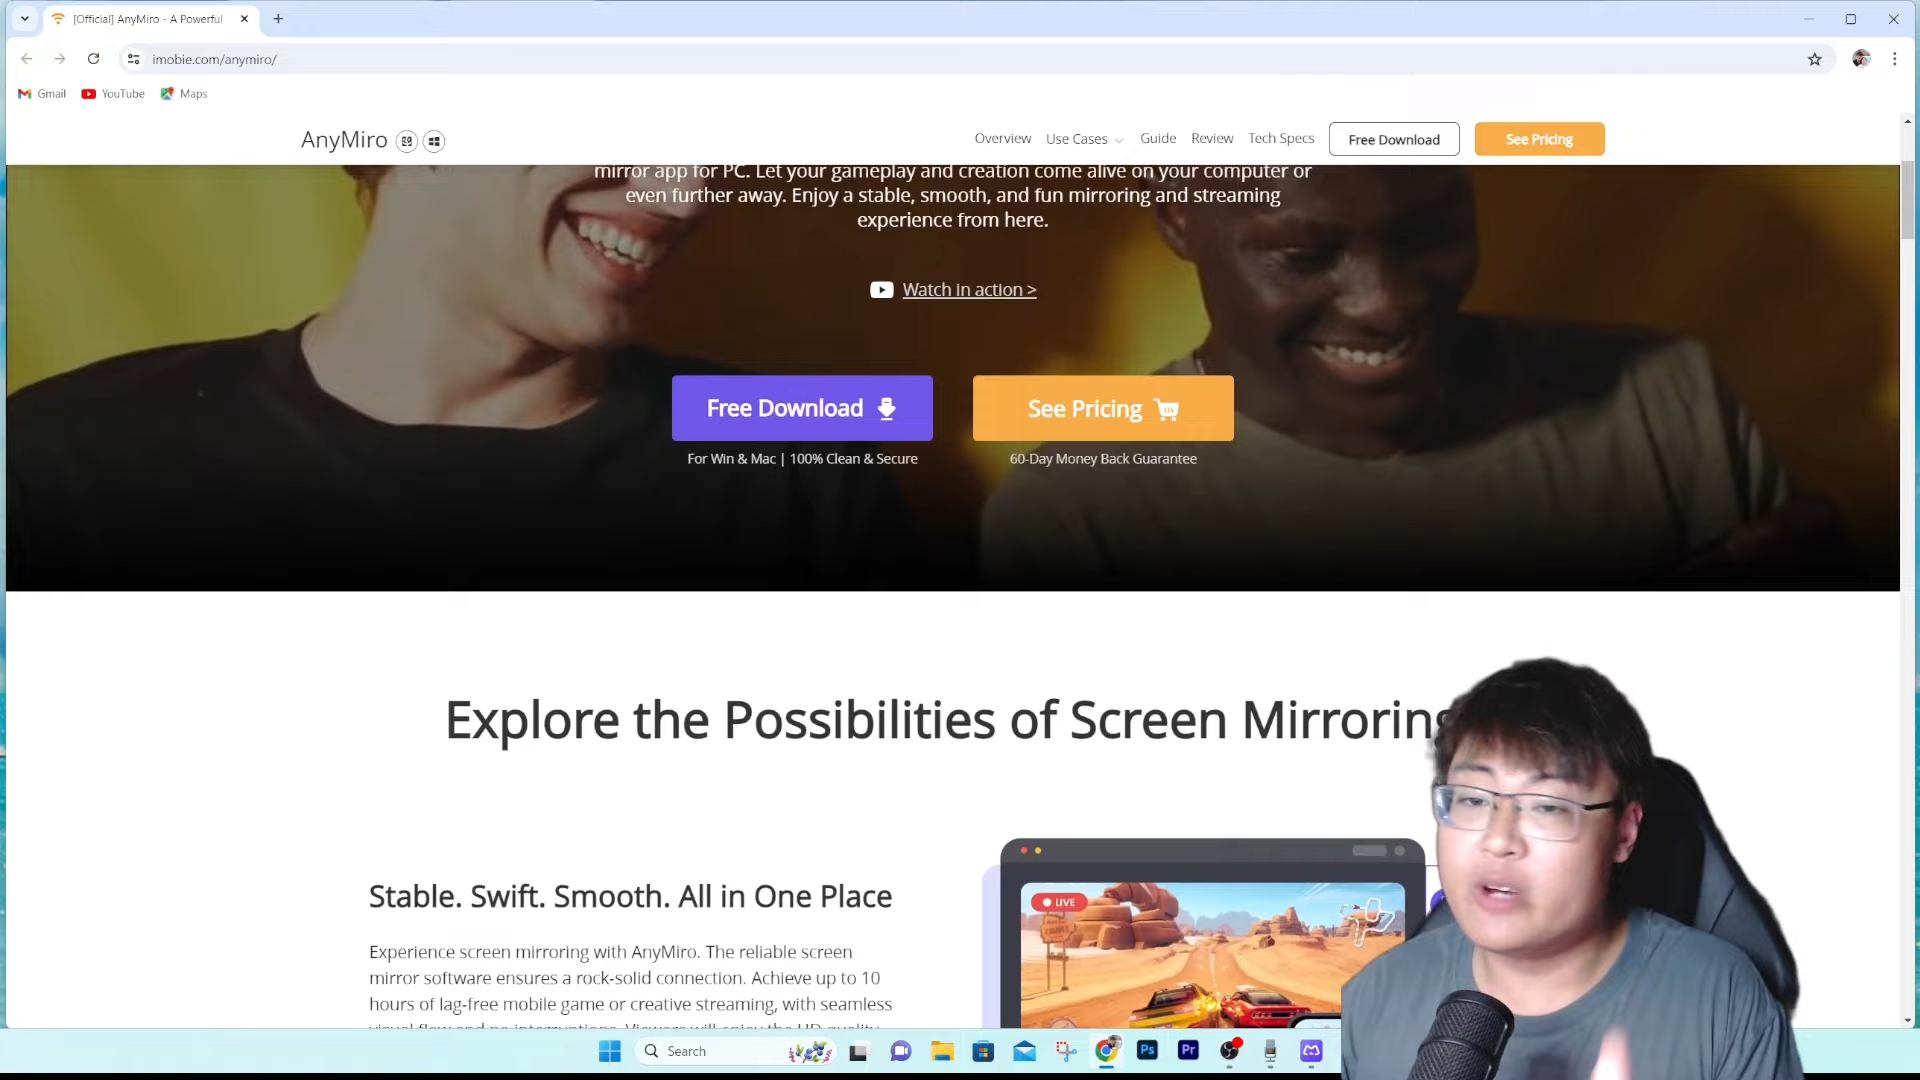 [Official] AnyMiro - A Powerful
imobie.com/anymiro/
Gmail YouTube Maps
AnyMiro
Overview Use Cases Guide Review Tech Specs Free Download See Pricing
mirror app for PC. Let your gameplay and creation come alive on your computer or
even further away. Enjoy a stable, smooth, and fun mirroring and streaming
experience from here.
Watch in action >
Free Download
For Win & Mac | 100% Clean & Secure
See Pricing
60-Day Money Back Guarantee
Explore the Possibilities of Screen Mirroring
Stable. Swift. Smooth. All in One Place
Experience screen mirroring with AnyMiro. The reliable screen
mirror software ensures a rock-solid connection. Achieve up to 10
hours of lag-free mobile game or creative streaming, with seamless
LIVE
Search
Ps
Pr